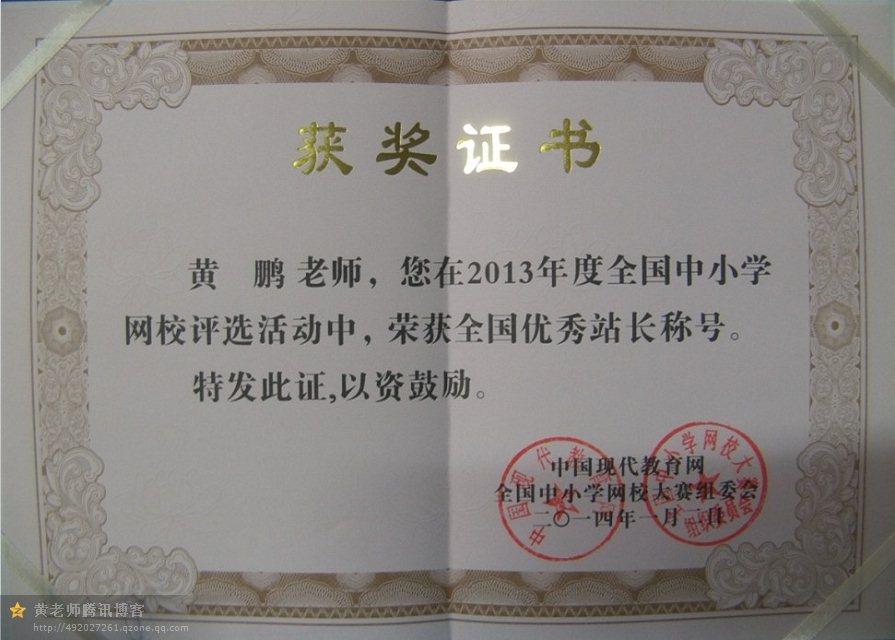 获奖证书
黄 鹏 老师，您在2013年度全国中小学
网校评选活动中，荣获全国优秀站长称号。
特发此证,以资鼓励。
中国现代教育网
全国中小学网校大赛组委会
二〇一四年一月二日
黄老师腾讯博客
http://492027261.qzone.qq.com